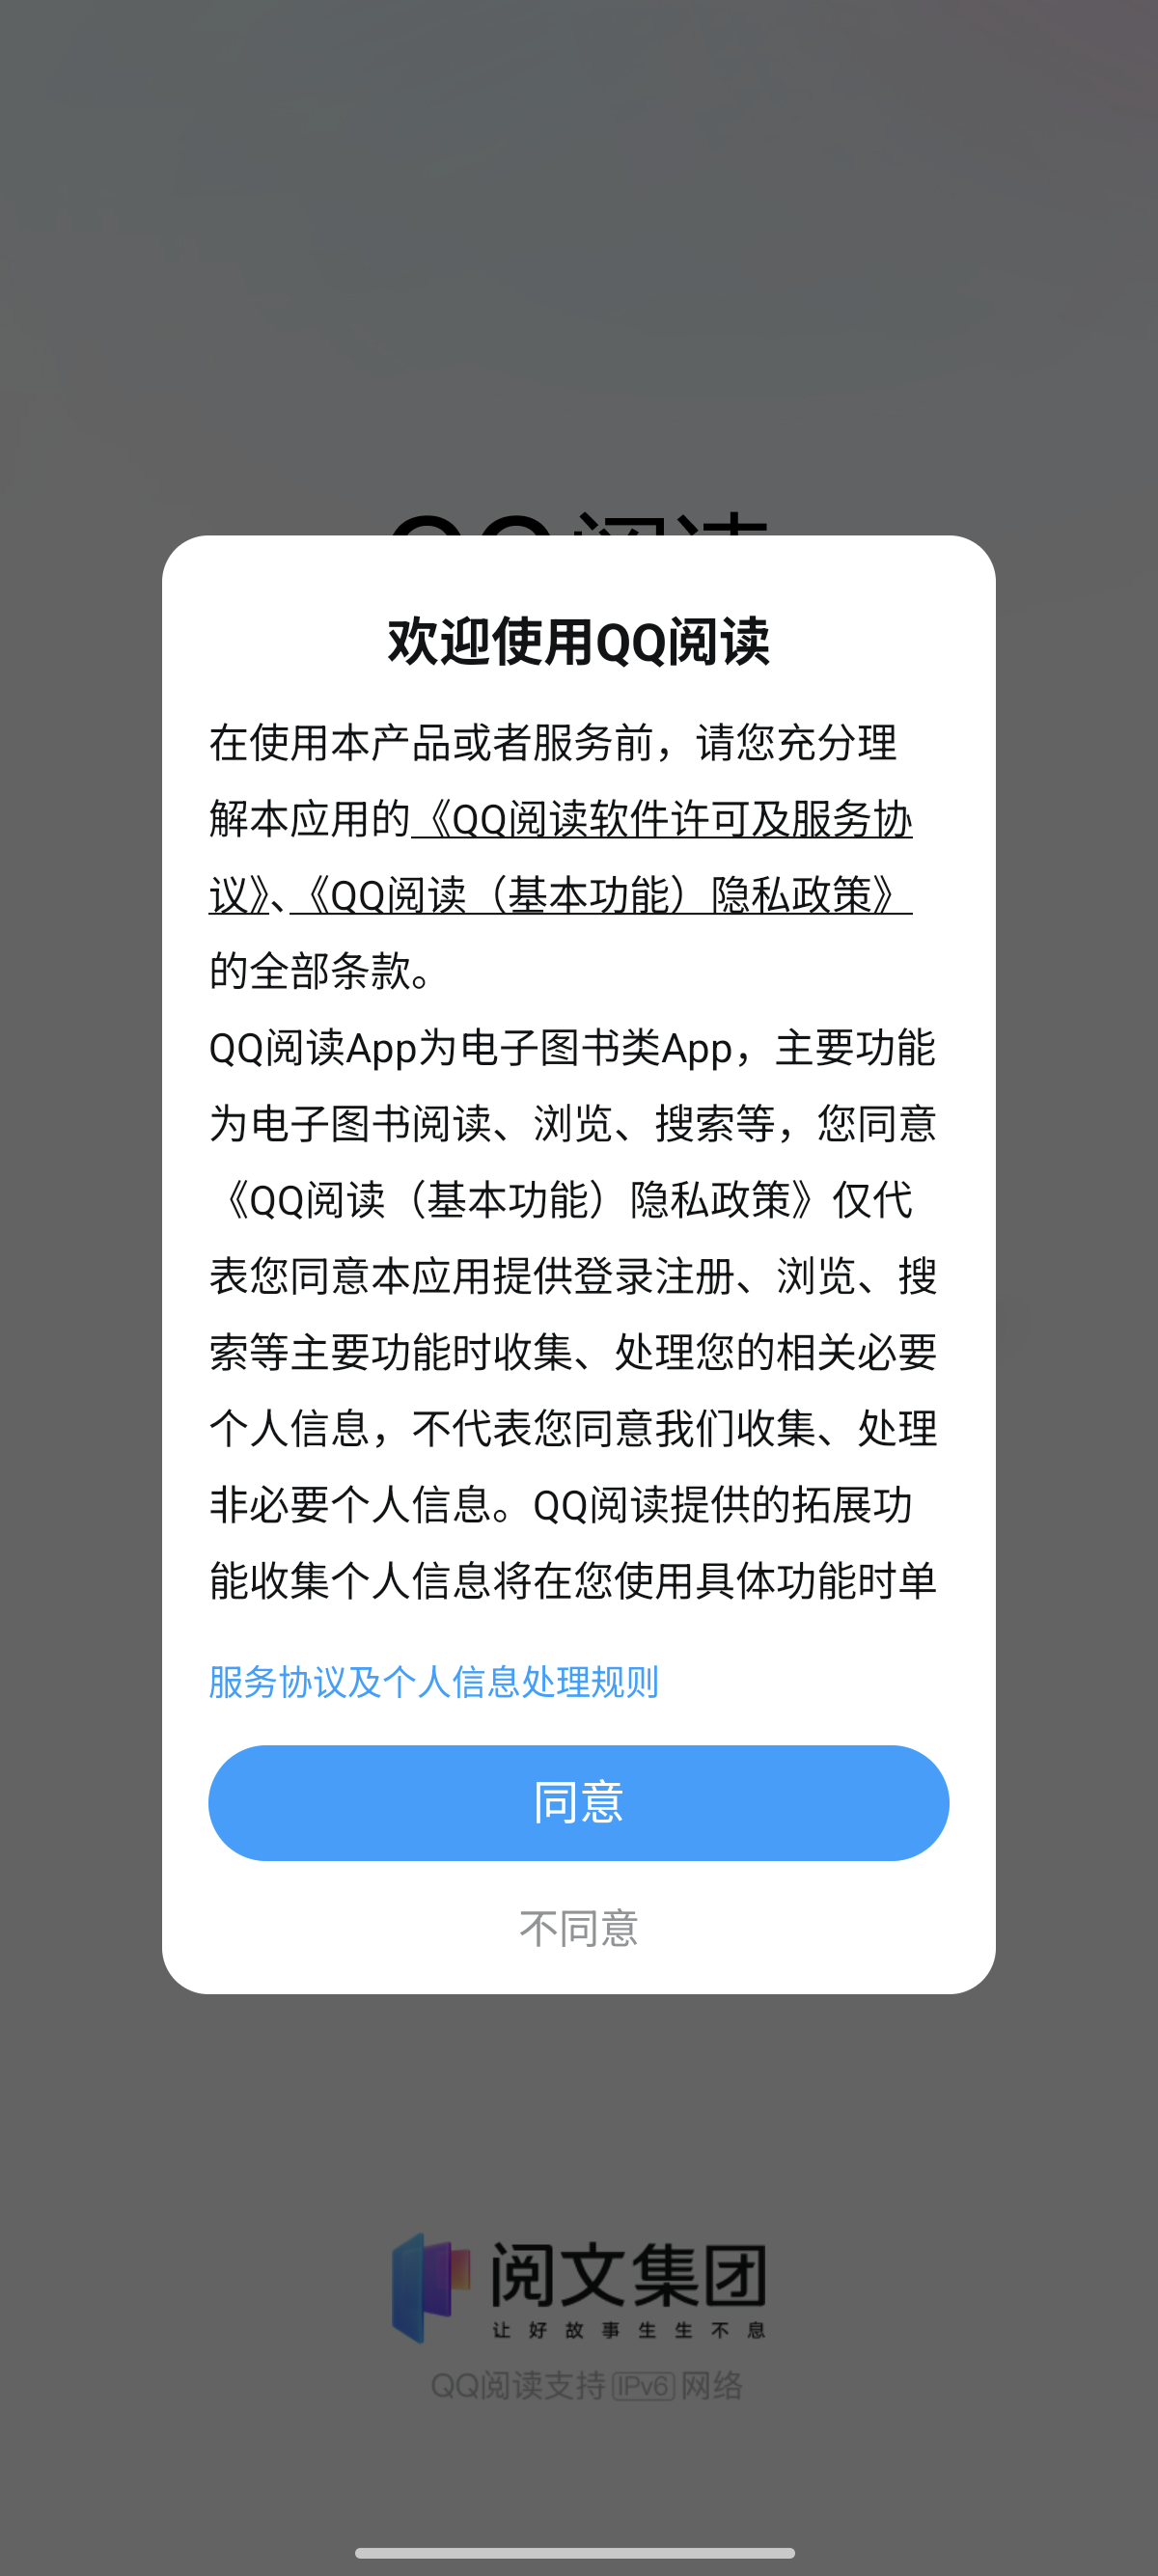 QQ阅读
欢迎使用QQ阅读
在使用本产品或者服务前，请您充分理
解本应用的《QQ阅读软件许可及服务协
议》、《QQ阅读（基本功能）隐私政策》
的全部条款。
QQ阅读App为电子图书类App，主要功能
为电子图书阅读、浏览、搜索等，您同意
《QQ阅读（基本功能）隐私政策》仅代
表您同意本应用提供登录注册、浏览、搜
索等主要功能时收集、处理您的相关必要
个人信息，不代表您同意我们收集、处理
非必要个人信息。QQ阅读提供的拓展功
能收集个人信息将在您使用具体功能时单
服务协议及个人信息处理规则
同意
不同意
阅文集团
让好故事生生不息
QQ阅读支持IPv6网络